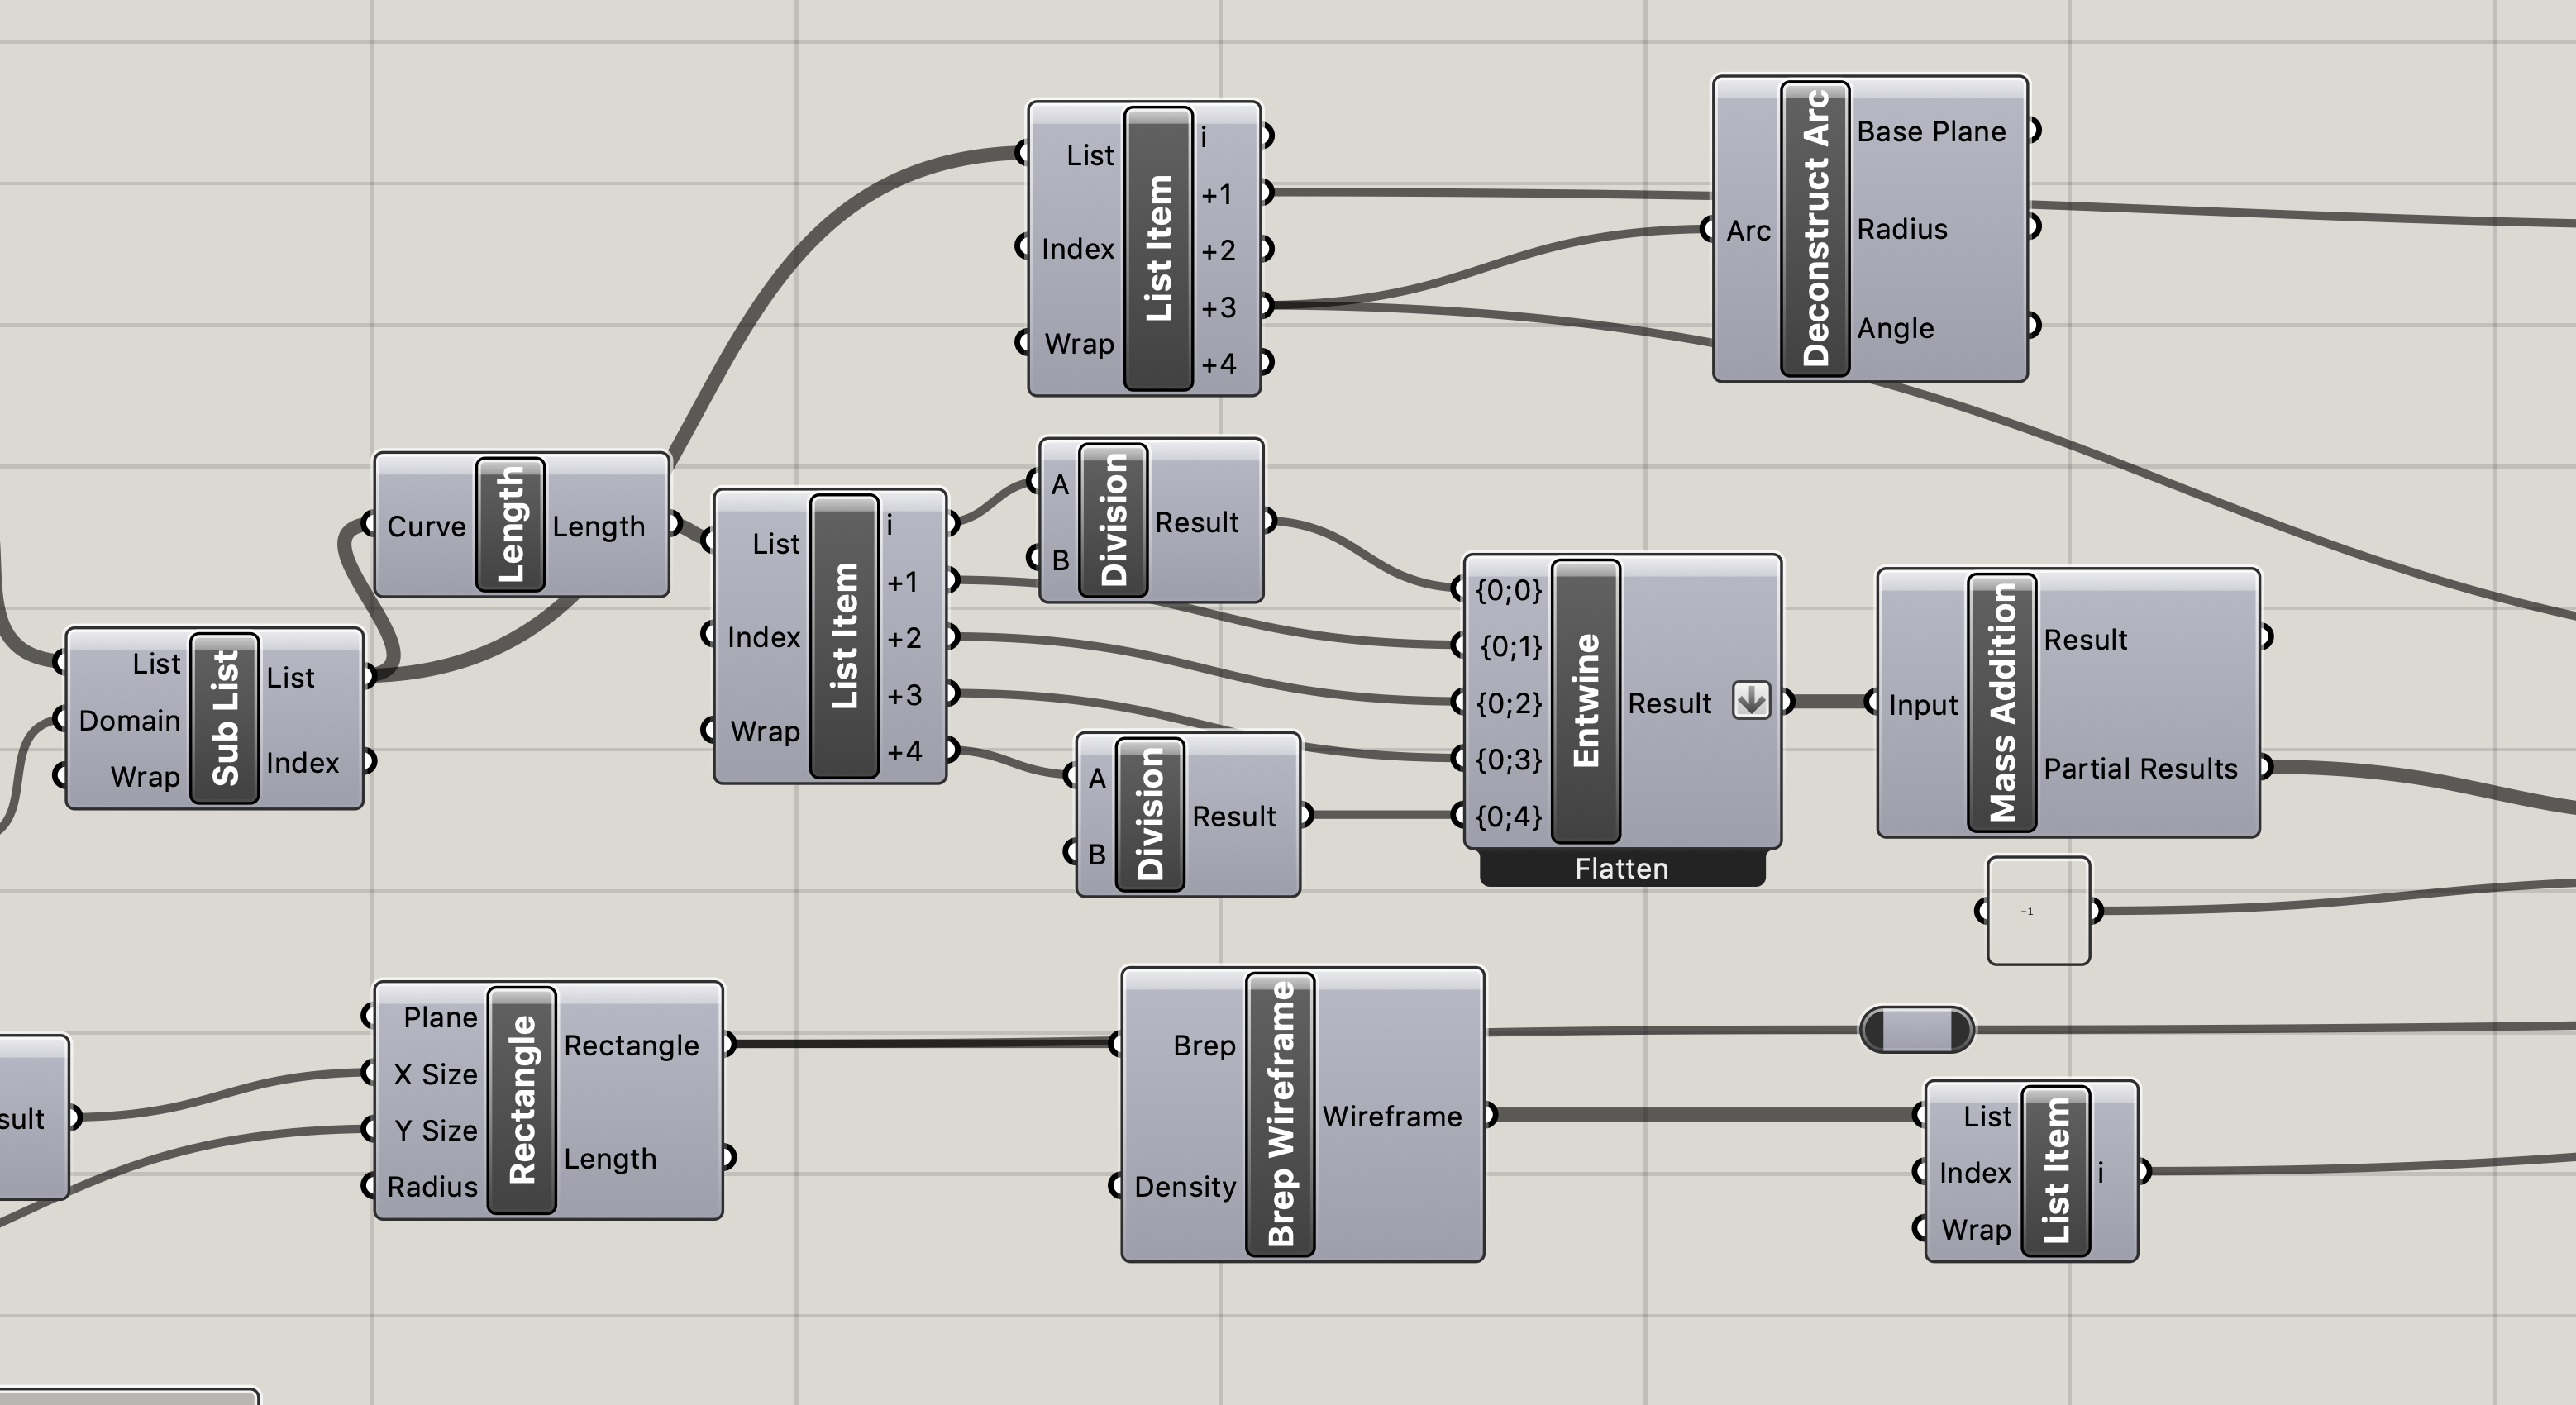 List
Index
Wrap
List Item
i
+1
+2
+3
+4
Arc
Deconstruct Arc
Base Plane
Radius
Angle
Curve
Length
Length
List
Index
Wrap
List Item
i
+1
+2
+3
+4
A
B
Division
Result
List
Domain
Wrap
Sub List
List
Index
A
B
Division
Result
{0;0}
{0;1}
{0;2}
{0;3}
{0;4}
Entwine
Result
Flatten
Input
Mass Addition
Result
Partial Results
-1
sult
Plane
X Size
Y Size
Radius
Rectangle
Rectangle
Length
Brep
Density
Brep Wireframe
Wireframe
List
Index
Wrap
List Item
i